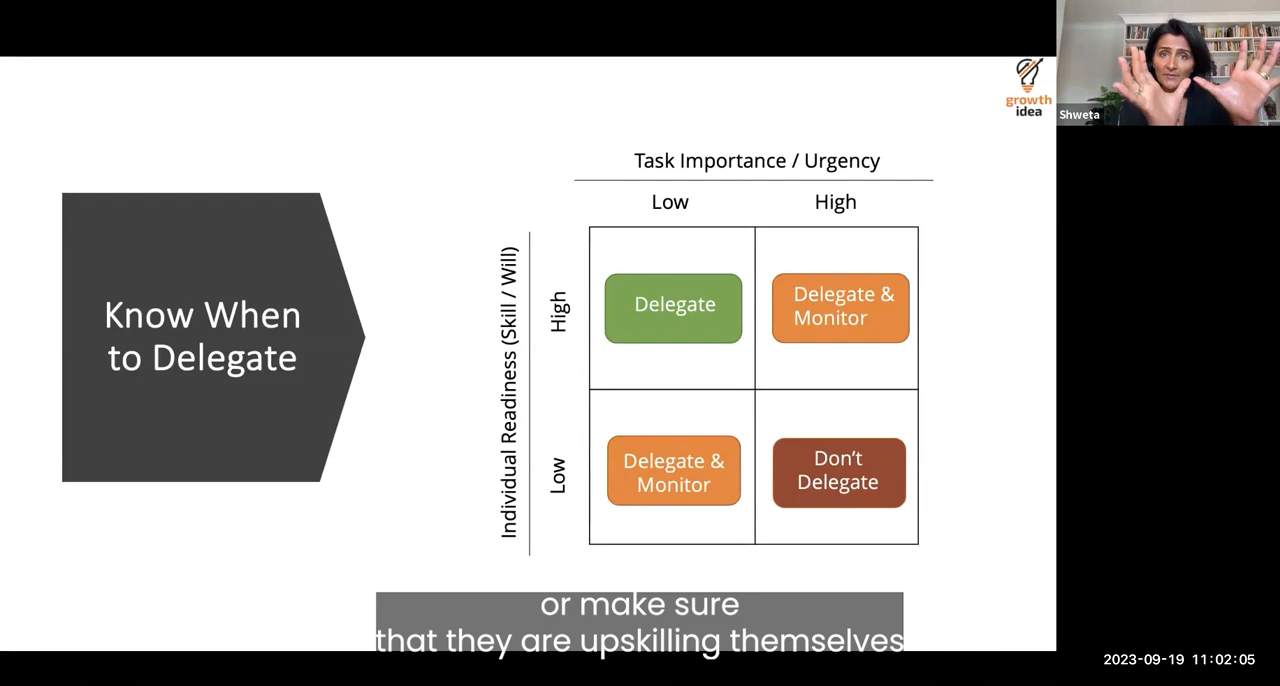 growth
idea
Shweta
Task Importance / Urgency
Low
High
Individual Readiness (Skill / Will)
High
Low
Know When
to Delegate
Delegate
Delegate &
Monitor
Delegate &
Monitor
Don’t
Delegate
or make sure
that they are upskilling themselves
2023-09-19 11:02:05